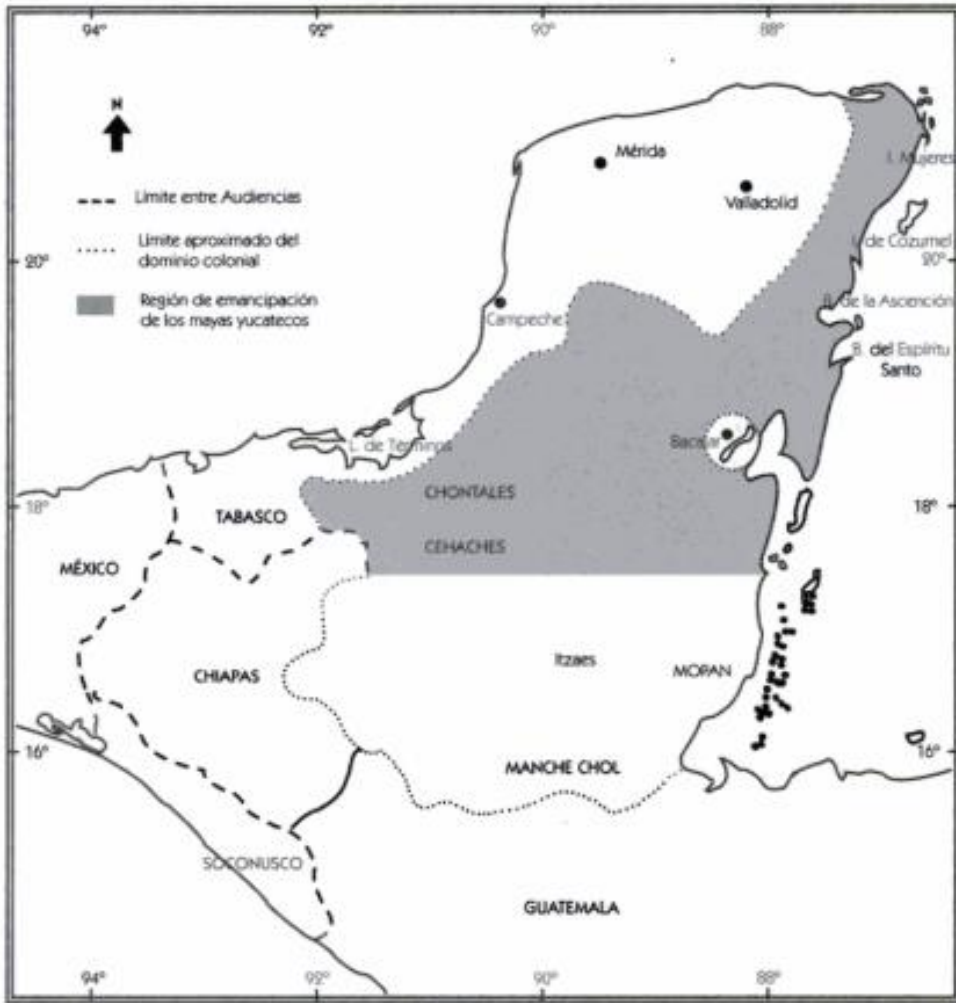 94°
92°
90°
88°
N
Límite entre Audiencias
Límite aproximado del
dominio colonial
Región de emancipación
de los mayas yucatecos
Mérida
Valladolid
I. Mujeres
I. de Cozumel
20°
20°
Campeche
B. de la Ascención
B. del Espíritu
Santo
Bacalar
L. de Términos
CHONTALES
18°
18°
TABASCO
CEHACHES
MÉXICO
Itzaes
MOPAN
CHIAPAS
16°
16°
MANCHE CHOL
SOCONUSCO
GUATEMALA
94°
92°
90°
88°